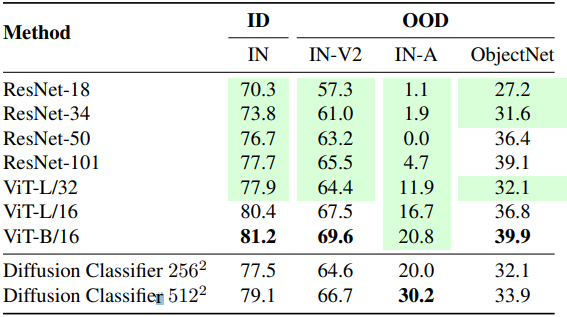 Method ID OOD
IN IN-V2 IN-A ObjectNet
ResNet-18 70.3 57.3 1.1 27.2
ResNet-34 73.8 61.0 1.9 31.6
ResNet-50 76.7 63.2 0.0 36.4
ResNet-101 77.7 65.5 4.7 39.1
ViT-L/32 77.9 64.4 11.9 32.1
ViT-L/16 80.4 67.5 16.7 36.8
ViT-B/16 81.2 69.6 20.8 39.9
Diffusion Classifier 256² 77.5 64.6 20.0 32.1
Diffusion Classifier 512² 79.1 66.7 30.2 33.9